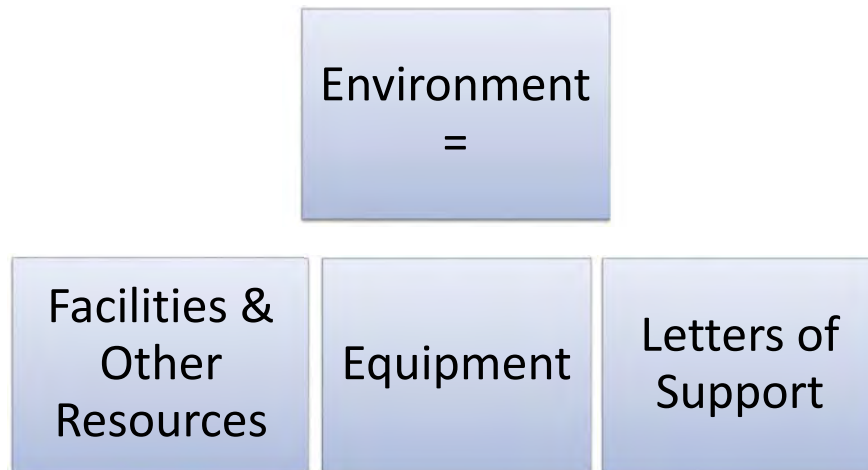 Environment
=
Facilities &
Other
Resources
Equipment
Letters of
Support